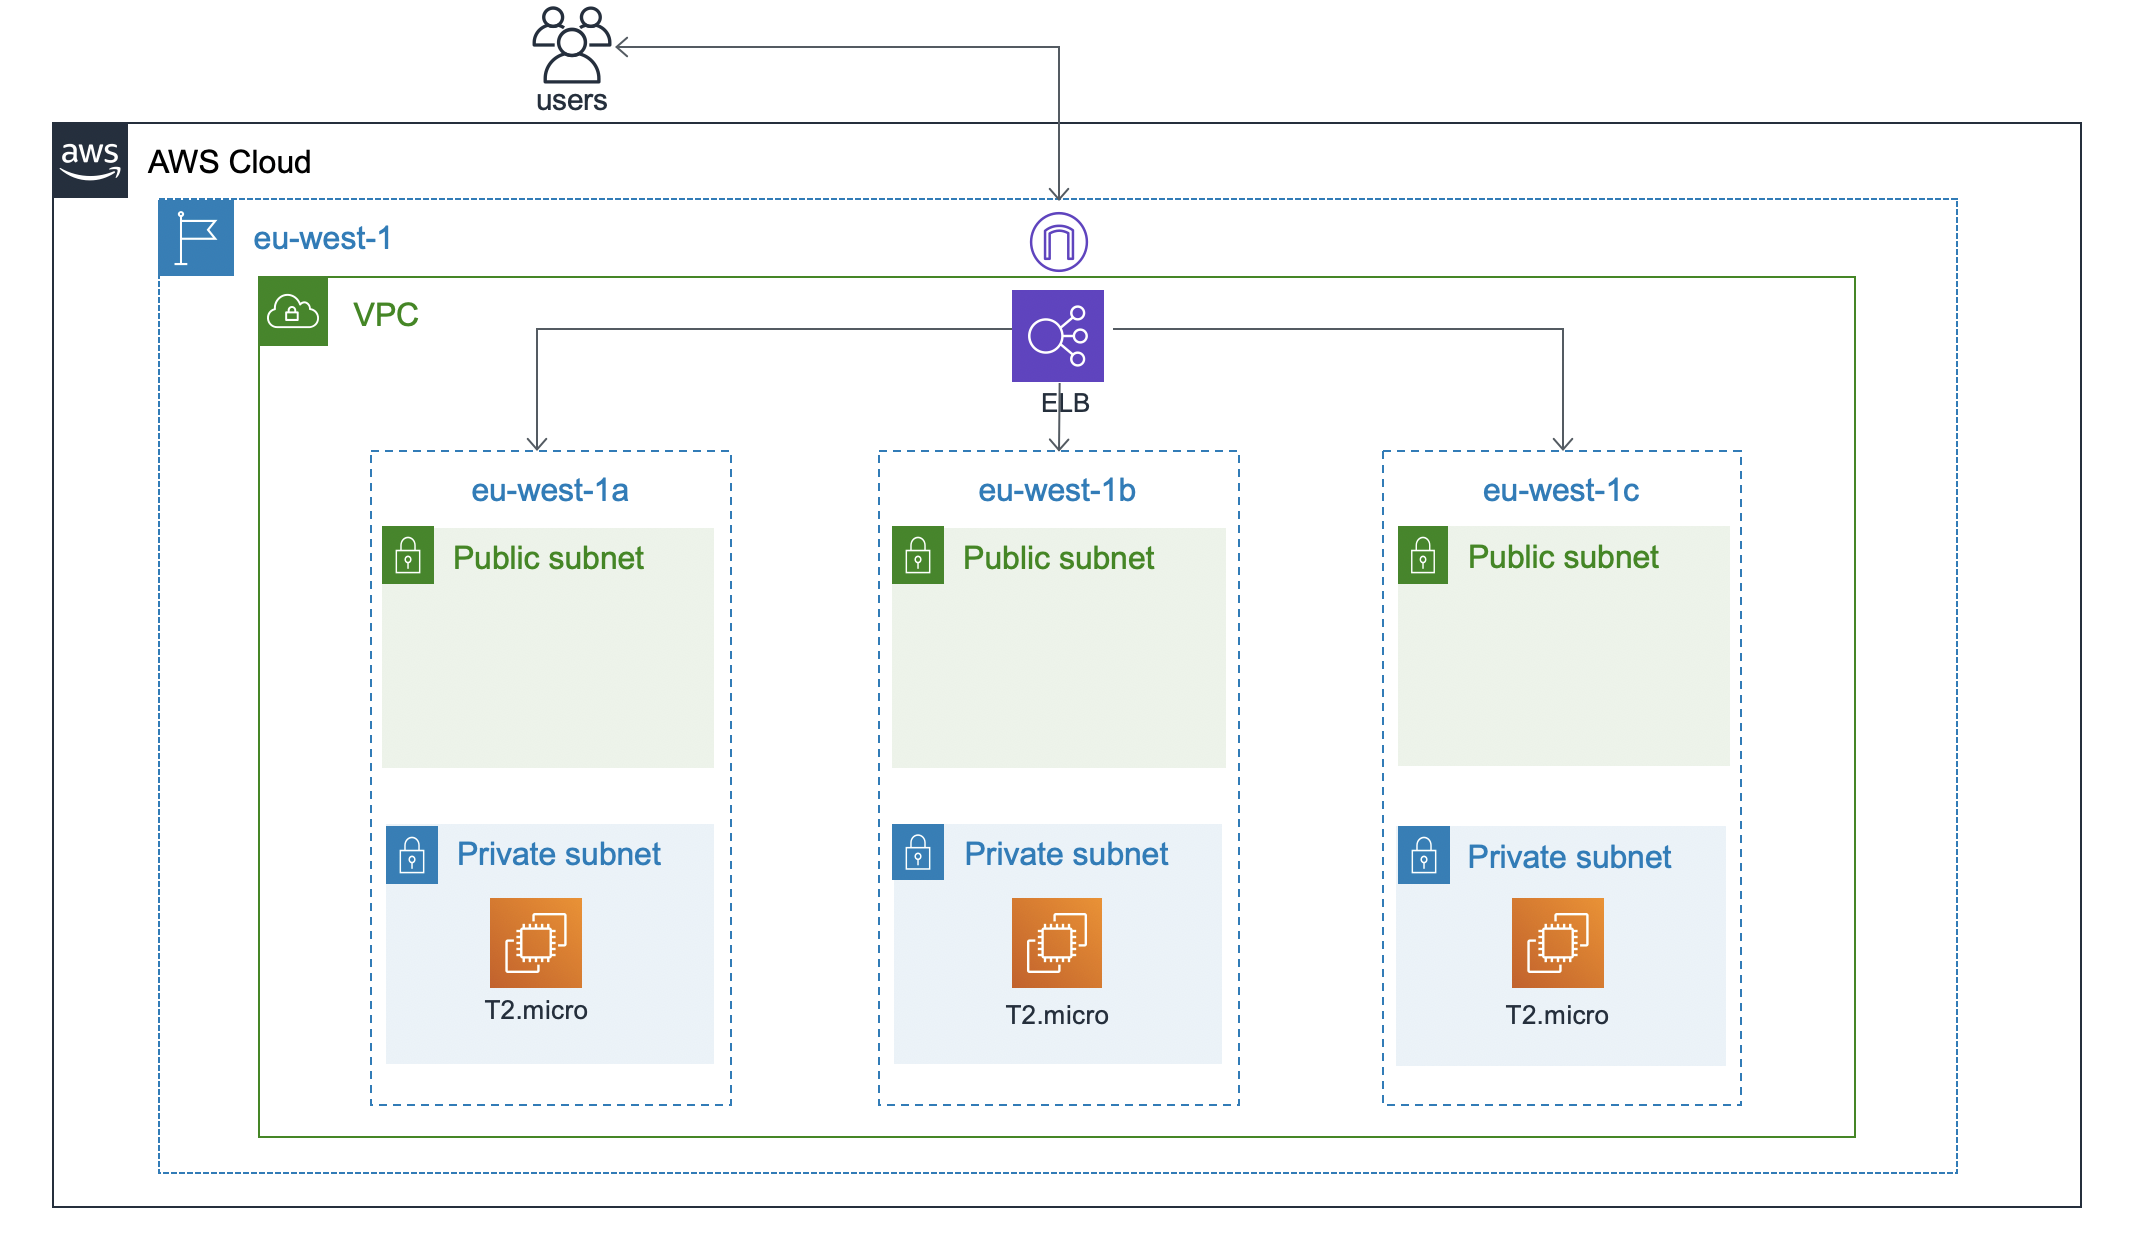 users
aws
AWS Cloud
eu-west-1
VPC
ELB
eu-west-1a
eu-west-1b
eu-west-1c
Public subnet
Public subnet
Public subnet
Private subnet
Private subnet
Private subnet
T2.micro
T2.micro
T2.micro